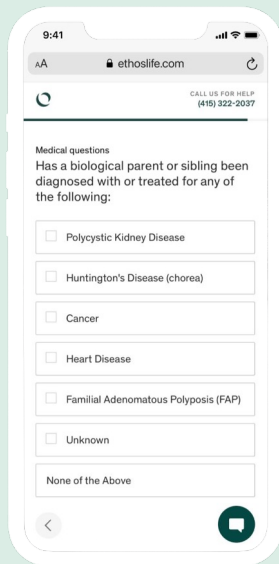 9:41
AA ethoslife.com
CALL US FOR HELP
(415) 322-2037
Medical questions
Has a biological parent or sibling been
diagnosed with or treated for any of
the following:
Polycystic Kidney Disease
Huntington's Disease (chorea)
Cancer
Heart Disease
Familial Adenomatous Polyposis (FAP)
Unknown
None of the Above